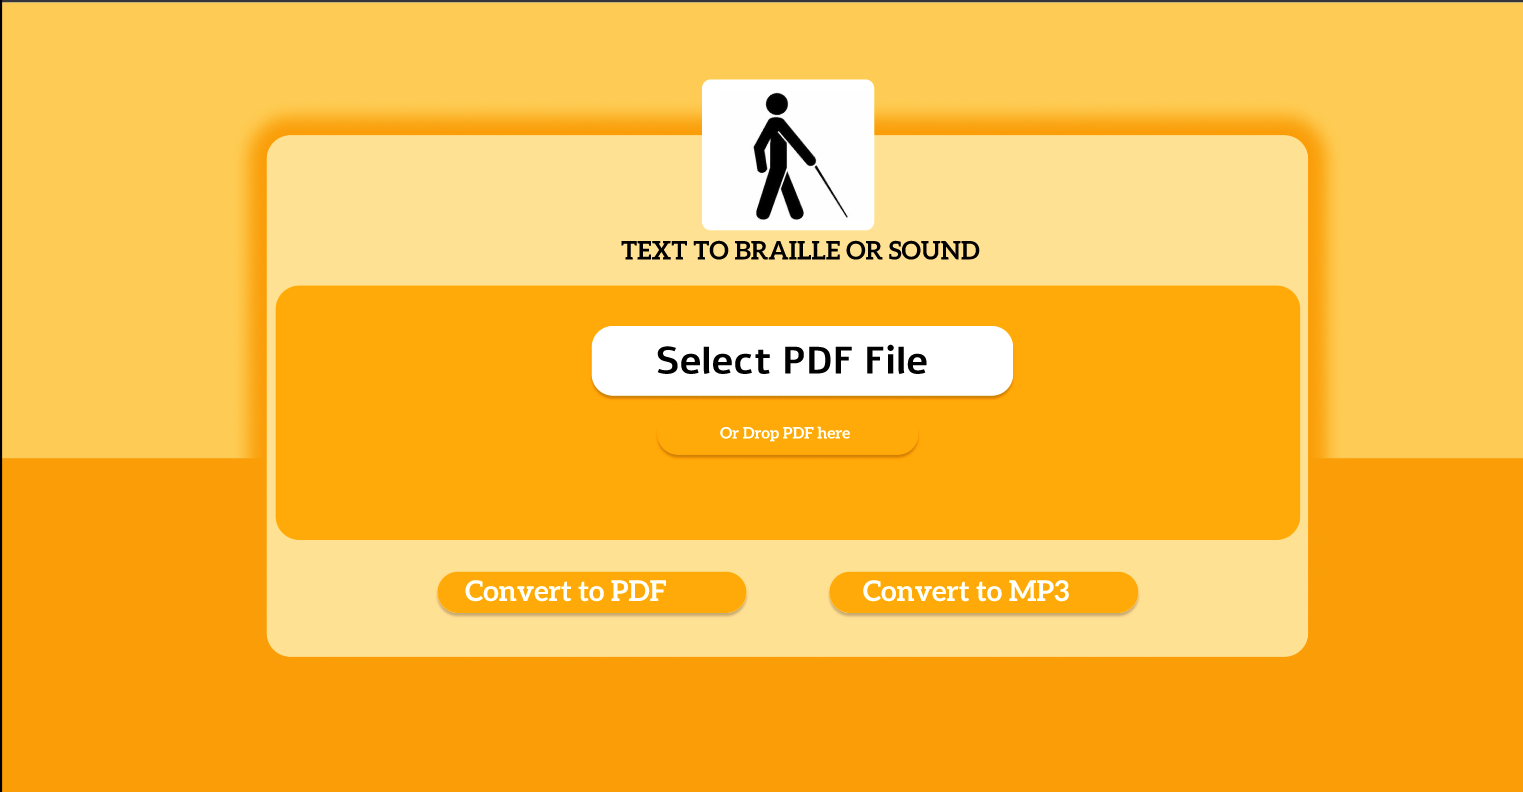 TEXT TO BRAILLE OR SOUND
Select PDF File
Or Drop PDF here
Convert to PDF
Convert to MP3